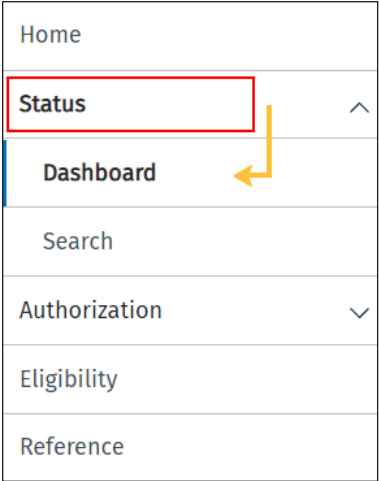 Home
Status
Dashboard
Search
Authorization
Eligibility
Reference